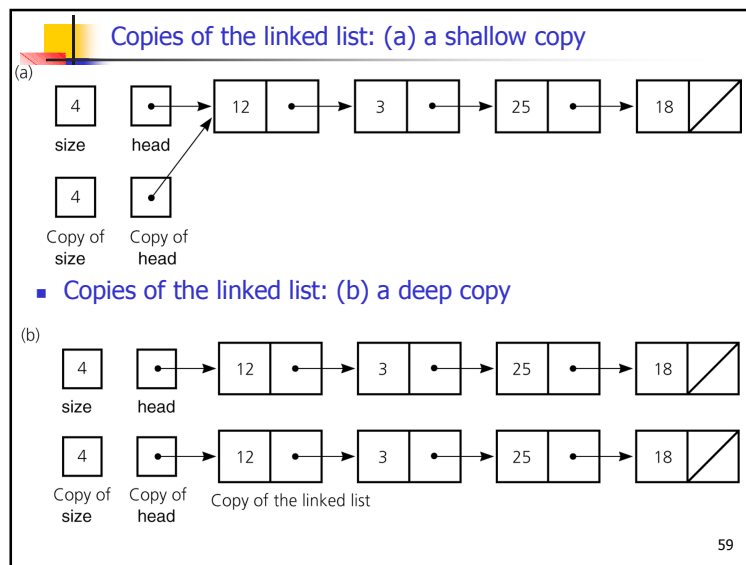 Copies of the linked list: (a) a shallow copy
(a)
4 12 3 25 18
size head
4
Copy of Copy of
size head
▪ Copies of the linked list: (b) a deep copy
(b)
4 12 3 25 18
size head
4 12 3 25 18
Copy of Copy of Copy of the linked list
size head
59